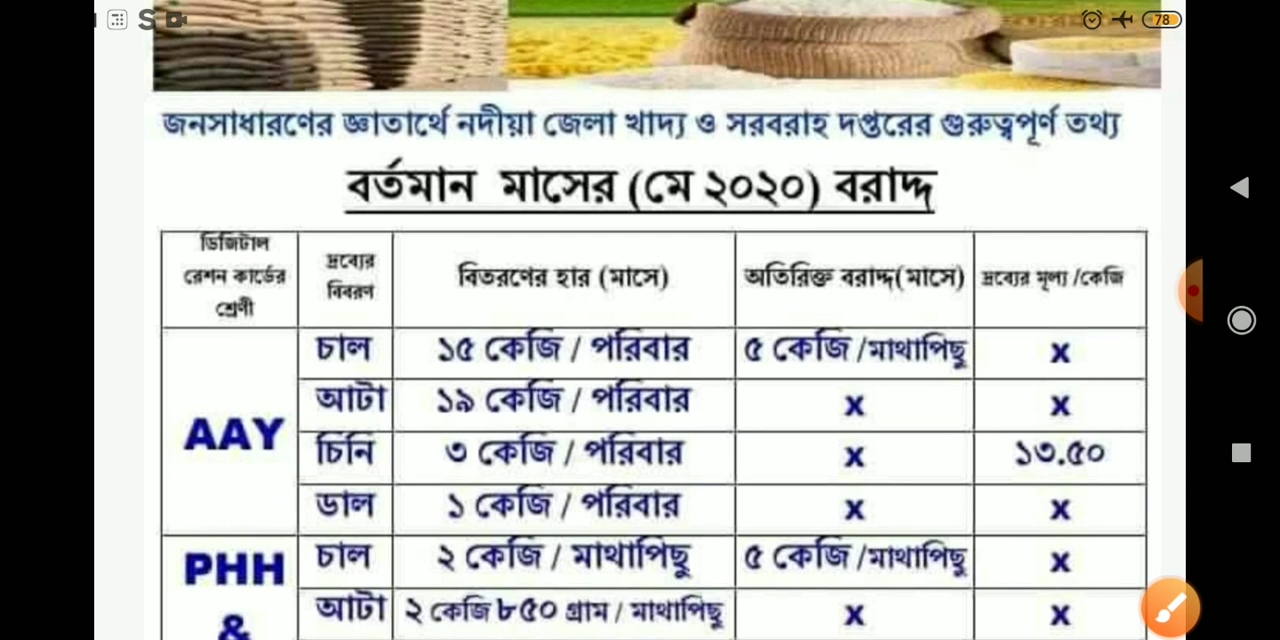 78
জনসাধারণের জ্ঞাতার্থে নদীয়া জেলা খাদ্য ও সরবরাহ দপ্তরের গুরুত্বপূর্ণ তথ্য
বর্তমান মাসের (মে ২০২০) বরাদ্দ
ডিজিটাল রেশন কার্ডের শ্রেণী দ্রব্যের বিবরণ বিতরণের হার (মাসে) অতিরিক্ত বরাদ্দ(মাসে) দ্রব্যের মূল্য /কেজি
AAY চাল ১৫ কেজি / পরিবার ৫ কেজি /মাথাপিছু x
আটা ১৯ কেজি / পরিবার x x
চিনি ৩ কেজি / পরিবার x ১৩.৫০
ডাল ১ কেজি / পরিবার x x
PHH & চাল ২ কেজি / মাথাপিছু ৫ কেজি /মাথাপিছু x
আটা ২ কেজি ৮৫০ গ্রাম / মাথাপিছু x x